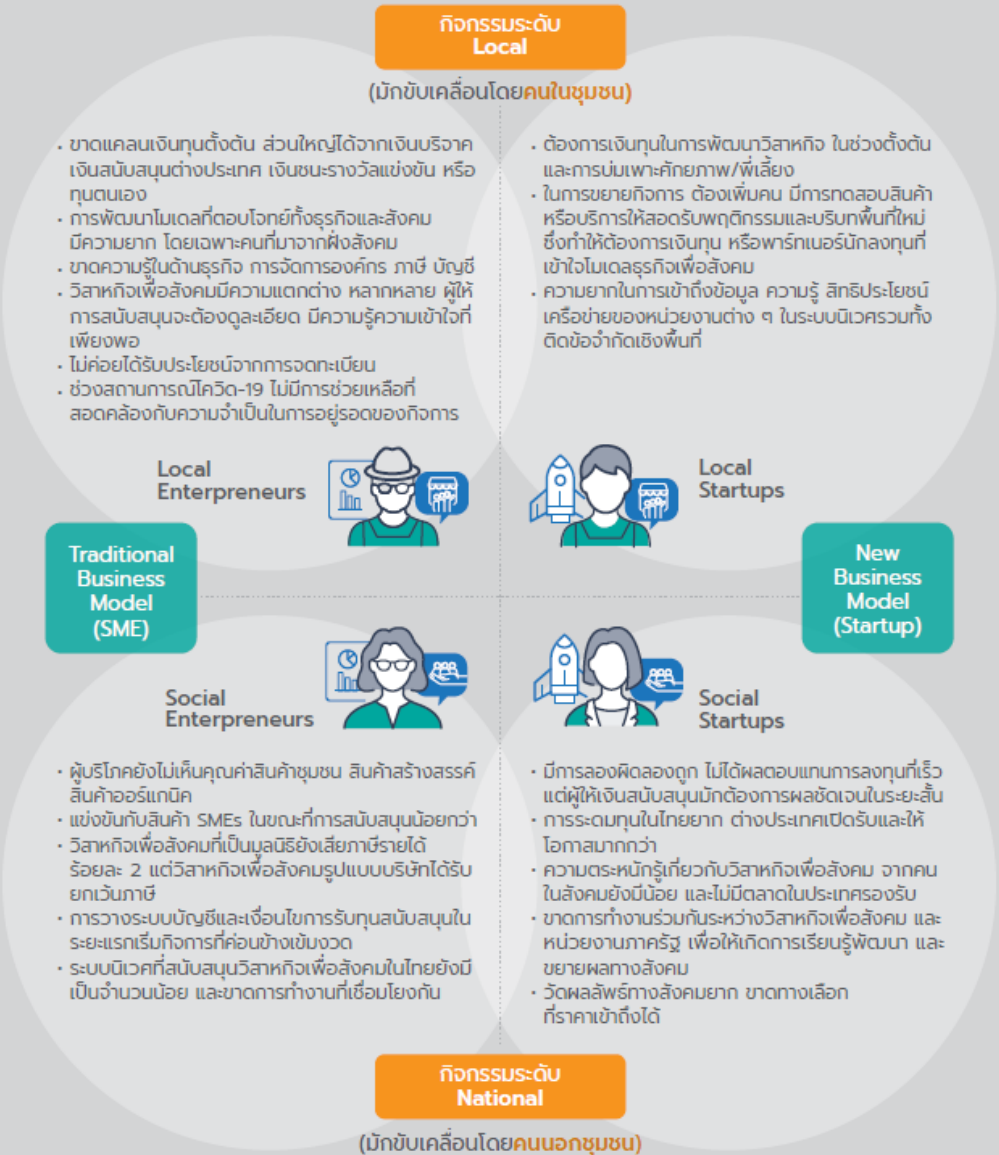 กิจกรรมระดับ
Local
(มักขับเคลื่อนโดยคนในชุมชน)
• ขาดแคลนเงินทุนตั้งต้น ส่วนใหญ่ได้จากเงินบริจาค
เงินสนับสนุนต่างประเทศ เงินชนะรางวัลแข่งขัน หรือ
ทุนตนเอง
• การพัฒนาโมเดลที่ตอบโจทย์ทั้งธุรกิจและสังคม
มีความยาก โดยเฉพาะคนที่มาจากฝั่งสังคม
• ขาดความรู้ในด้านธุรกิจ การจัดการองค์กร ภาษี บัญชี
• วิสาหกิจเพื่อสังคมมีความแตกต่าง หลากหลาย ผู้ให้
การสนับสนุนจะต้องดูละเอียด มีความรู้ความเข้าใจที่
เพียงพอ
• ไม่ค่อยได้รับประโยชน์จากการจดทะเบียน
• ช่วงสถานการณ์โควิด-19 ไม่มีการช่วยเหลือที่
สอดคล้องกับความจำเป็นในการอยู่รอดของกิจการ
• ต้องการเงินทุนในการพัฒนาวิสาหกิจ ในช่วงตั้งต้น
และการบ่มเพาะศักยภาพ/พี่เลี้ยง
• ในการขยายกิจการ ต้องเพิ่มคน มีการทดสอบสินค้า
หรือบริการให้สอดรับพฤติกรรมและบริบทพื้นที่ใหม่
ซึ่งทำให้ต้องการเงินทุน หรือพาร์ทเนอร์นักลงทุนที่
เข้าใจโมเดลธุรกิจเพื่อสังคม
• ความยากในการเข้าถึงข้อมูล ความรู้ สิทธิประโยชน์
เครือข่ายของหน่วยงานต่าง ๆ ในระบบนิเวศรวมทั้ง
ติดข้อจำกัดเชิงพื้นที่
Local
Enterpreneurs
Local
Startups
Traditional
Business
Model
(SME)
New
Business
Model
(Startup)
Social
Enterpreneurs
Social
Startups
• ผู้บริโภคยังไม่เห็นคุณค่าสินค้าชุมชน สินค้าสร้างสรรค์
สินค้าออร์แกนิค
• แข่งขันกับสินค้า SMEs ในขณะที่การสนับสนุนน้อยกว่า
• วิสาหกิจเพื่อสังคมที่เป็นมูลนิธิยังเสียภาษีรายได้
ร้อยละ 2 แต่วิสาหกิจเพื่อสังคมรูปแบบบริษัทได้รับ
ยกเว้นภาษี
• การวางระบบบัญชีและเงื่อนไขการรับทุนสนับสนุนใน
ระยะแรกเริ่มกิจการที่ค่อนข้างเข้มงวด
• ระบบนิเวศที่สนับสนุนวิสาหกิจเพื่อสังคมในไทยยังมี
เป็นจำนวนน้อย และขาดการทำงานที่เชื่อมโยงกัน
• มีการลองผิดลองถูก ไม่ได้ผลตอบแทนการลงทุนที่เร็ว
แต่ผู้ให้เงินสนับสนุนมักต้องการผลชัดเจนในระยะสั้น
• การระดมทุนในไทยยาก ต่างประเทศเปิดรับและให้
โอกาสมากกว่า
• ความตระหนักรู้เกี่ยวกับวิสาหกิจเพื่อสังคม จากคน
ในสังคมยังมีน้อย และไม่มีตลาดในประเทศรองรับ
• ขาดการทำงานร่วมกันระหว่างวิสาหกิจเพื่อสังคม และ
หน่วยงานภาครัฐ เพื่อให้เกิดการเรียนรู้พัฒนา และ
ขยายผลทางสังคม
• วัดผลลัพธ์ทางสังคมยาก ขาดทางเลือก
ที่ราคาเข้าถึงได้
กิจกรรมระดับ
National
(มักขับเคลื่อนโดยคนนอกชุมชน)